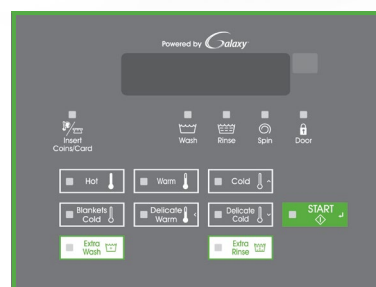 Powered by Galaxy
Insert
Coins/Card
Wash
Rinse
Spin
Door
Hot
Warm
Cold
Blankets
Cold
Delicate
Warm
Delicate
Cold
START
Extra
Wash
Extra
Rinse